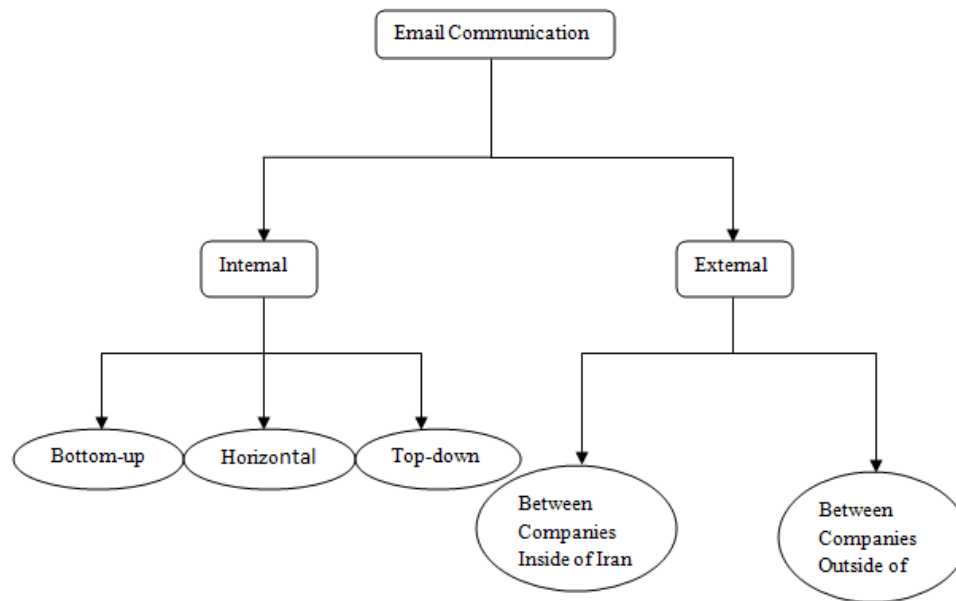 Email Communication
Internal
External
Bottom-up
Horizontal
Top-down
Between
Companies
Inside of Iran
Between
Companies
Outside of